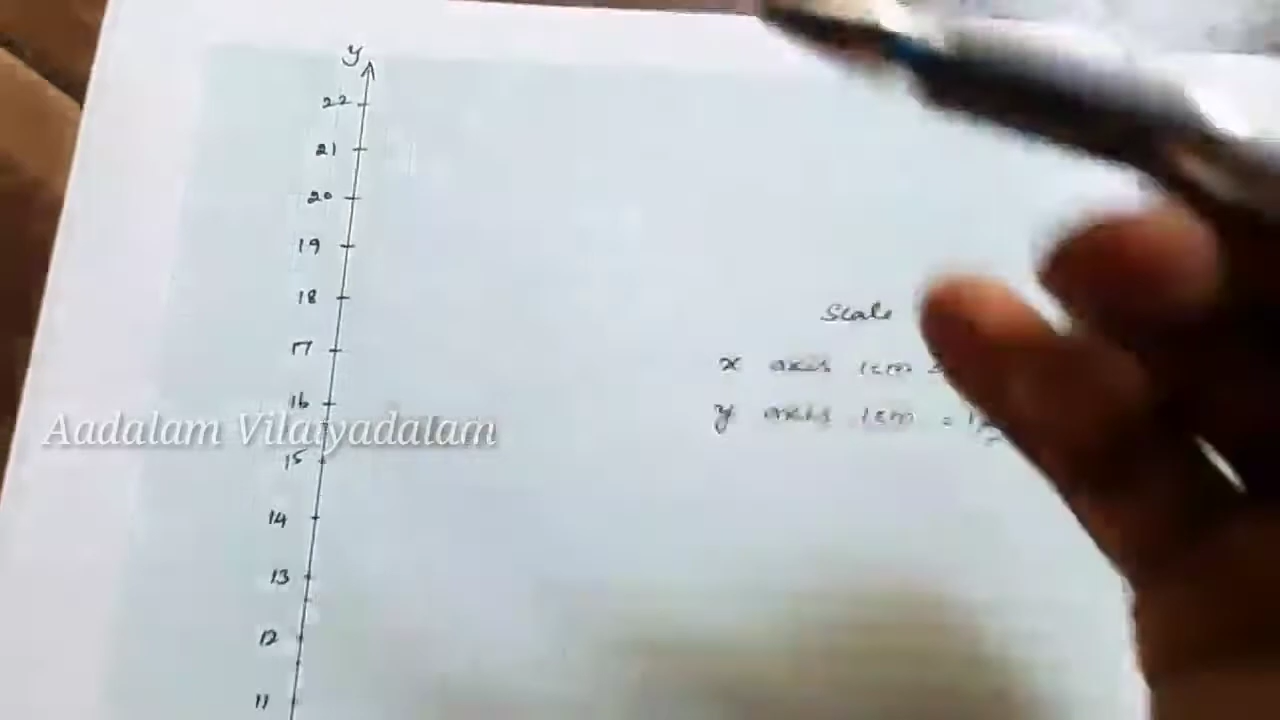 y
22
21
20
19
18
17
16
Aadalam Vilaiyadalam
15
14
13
12
11
Scale
x axis 1cm
y axis 1cm =